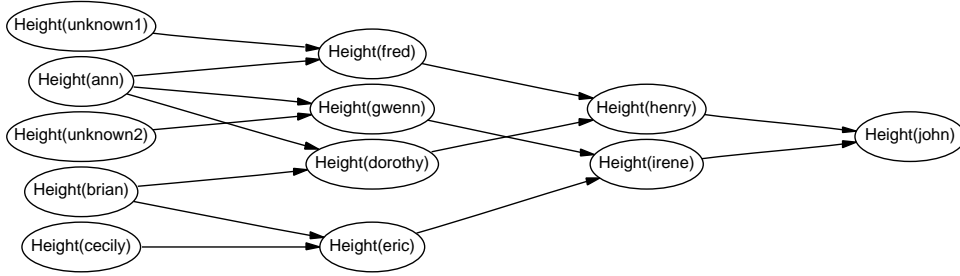 Height(unknown1)
Height(ann)
Height(unknown2)
Height(brian)
Height(cecily)
Height(fred)
Height(gwenn)
Height(dorothy)
Height(eric)
Height(henry)
Height(irene)
Height(john)